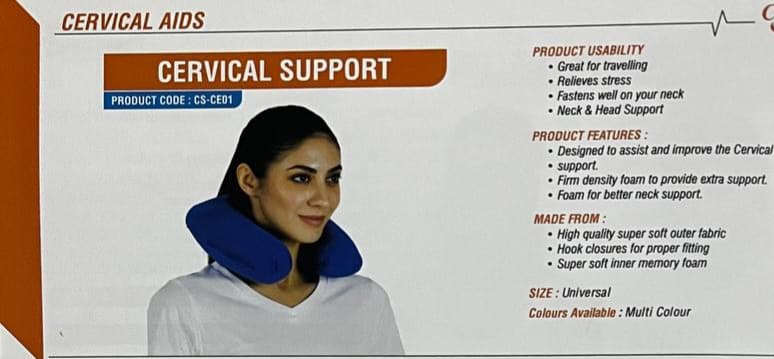 CERVICAL AIDS
CERVICAL SUPPORT
PRODUCT CODE : CS-CE01
PRODUCT USABILITY
• Great for travelling
• Relieves stress
• Fastens well on your neck
• Neck & Head Support
PRODUCT FEATURES :
• Designed to assist and improve the Cervical
• support.
• Firm density foam to provide extra support.
• Foam for better neck support.
MADE FROM :
• High quality super soft outer fabric
• Hook closures for proper fitting
• Super soft inner memory foam
SIZE : Universal
Colours Available : Multi Colour